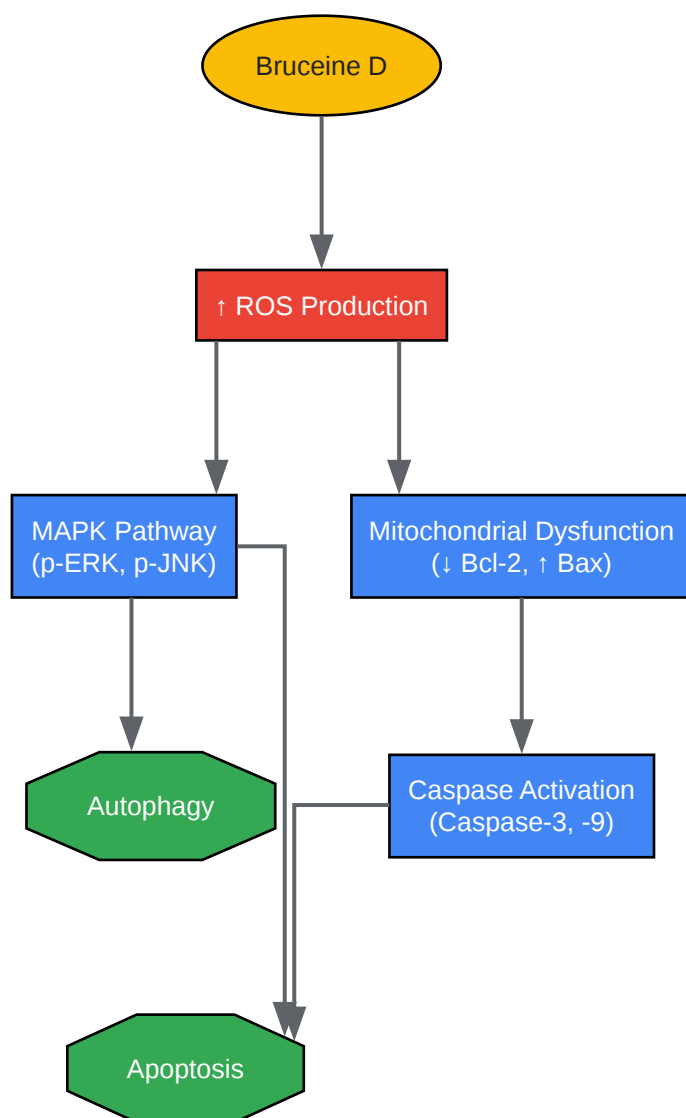 Bruceine D
↑ ROS Production
MAPK Pathway
(p-ERK, p-JNK)
Mitochondrial Dysfunction
(↓ Bcl-2, ↑ Bax)
Autophagy
Caspase Activation
(Caspase-3, -9)
Apoptosis